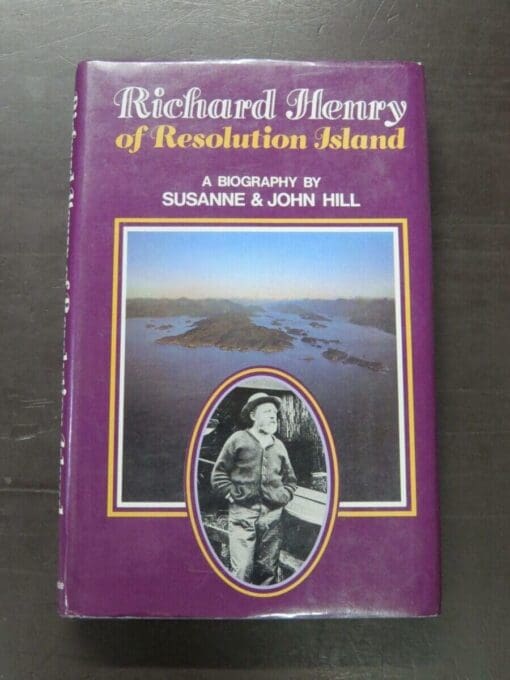 Richard Henry
of Resolution Island
A BIOGRAPHY BY
SUSANNE & JOHN HILL